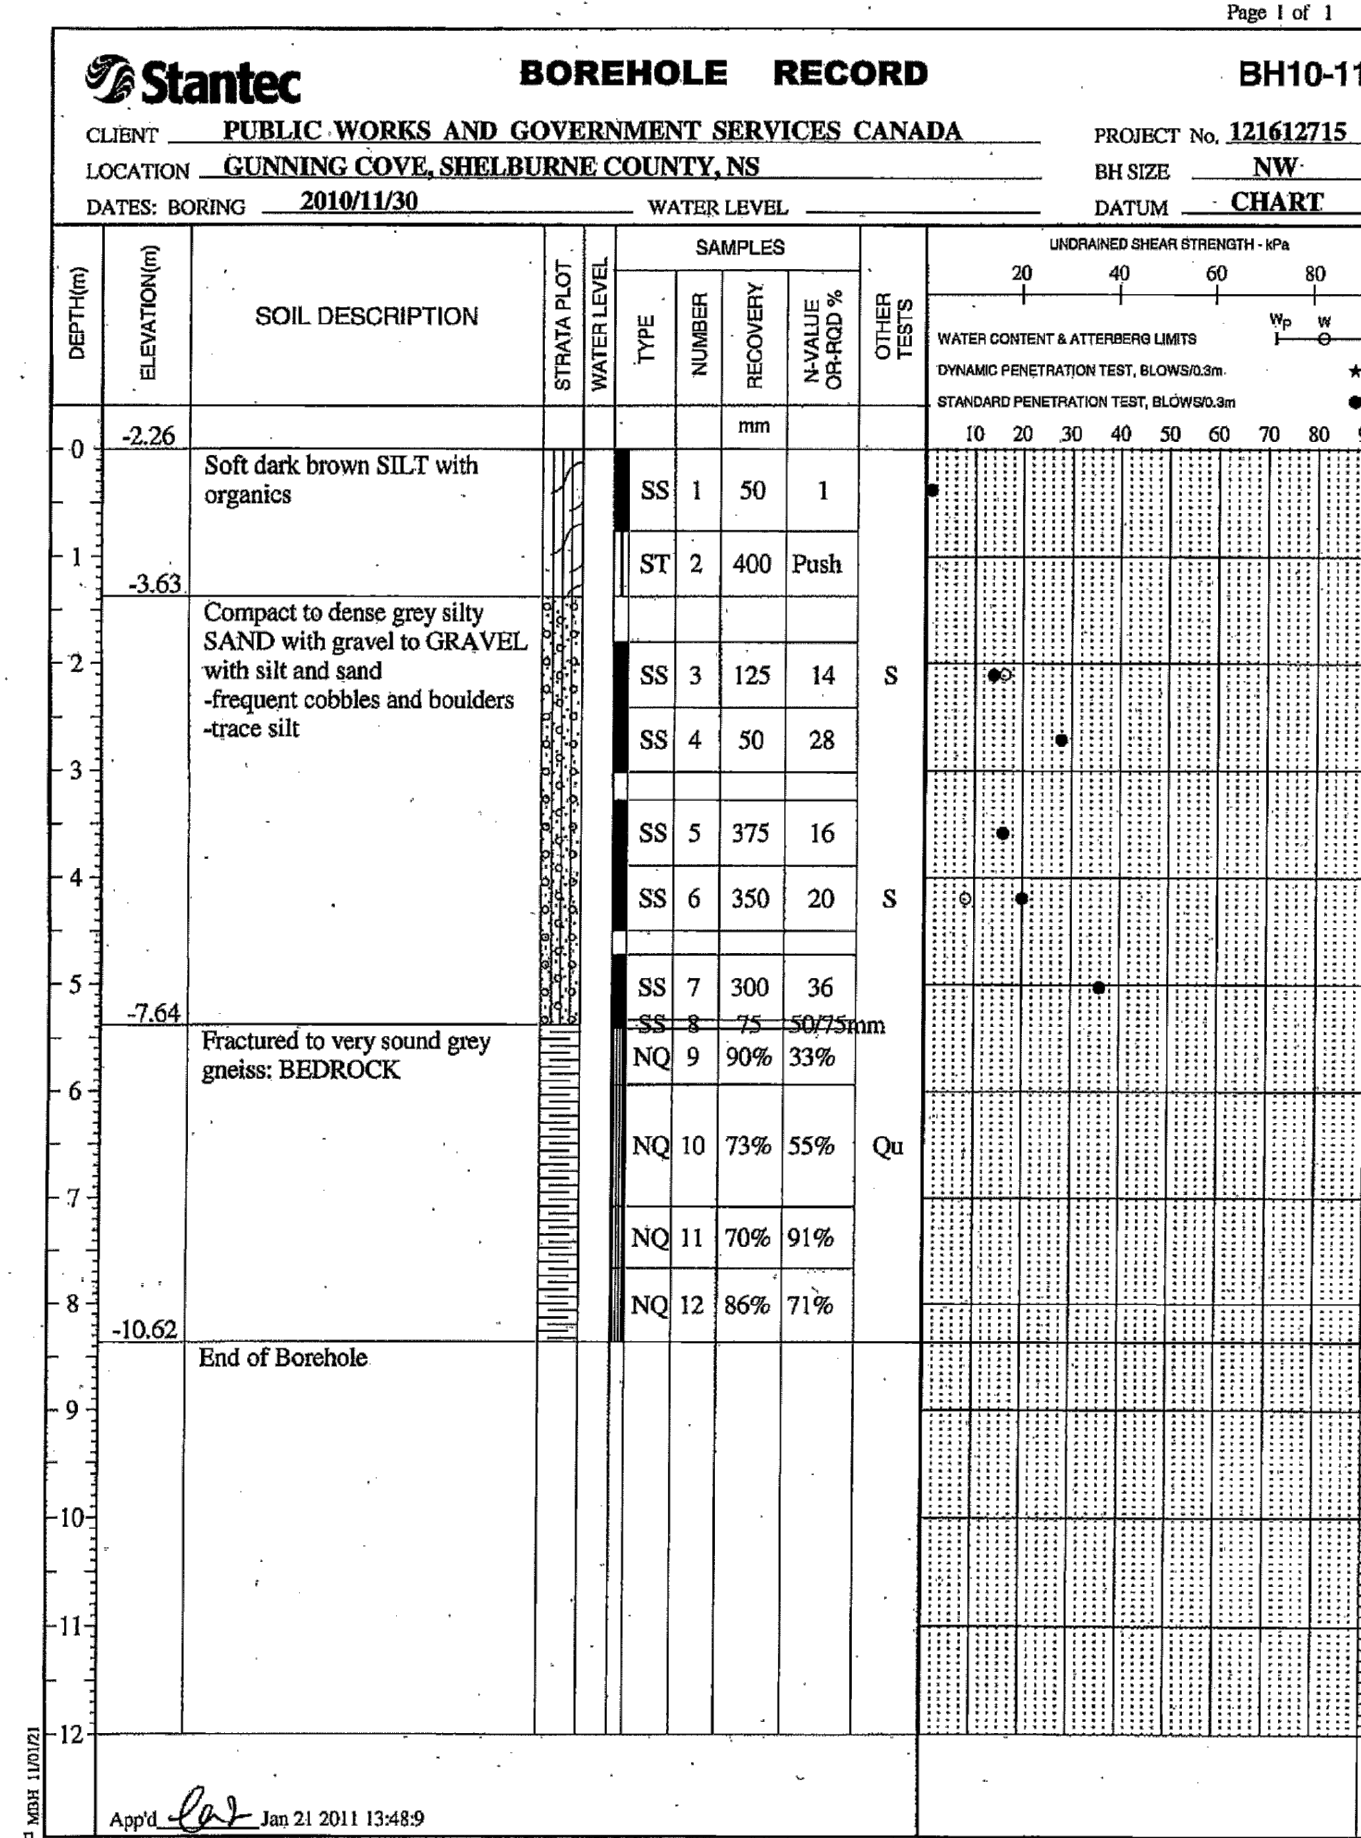 Page 1 of 1
Stantec
BOREHOLE RECORD
BH10-11
CLIENT PUBLIC WORKS AND GOVERNMENT SERVICES CANADA
PROJECT No. 121612715
LOCATION GUNNING COVE, SHELBURNE COUNTY, NS
BH SIZE NW
DATES: BORING 2010/11/30
WATER LEVEL
DATUM CHART
DEPTH(m)
ELEVATION(m)
SOIL DESCRIPTION
STRATA PLOT
WATER LEVEL
SAMPLES
TYPE
NUMBER
RECOVERY
N-VALUE
OR-RQD %
OTHER
TESTS
UNDRAINED SHEAR STRENGTH - kPa
20 40 60 80
WP W
WATER CONTENT & ATTERBERG LIMITS
DYNAMIC PENETRATION TEST, BLOWS/0.3m
STANDARD PENETRATION TEST, BLOWS/0.3m
mm
10 20 30 40 50 60 70 80
0
-2.26
Soft dark brown SILT with
organics
SS 1 50 1
1
ST 2 400 Push
-3.63
Compact to dense grey silty
SAND with gravel to GRAVEL
with silt and sand
-frequent cobbles and boulders
-trace silt
2
SS 3 125 14 S
SS 4 50 28
3
SS 5 375 16
4
SS 6 350 20 S
5
SS 7 300 36
-7.64
SS 8 75 50/75mm
Fractured to very sound grey
gneiss: BEDROCK
NQ 9 90% 33%
6
NQ 10 73% 55% Qu
7
NQ 11 70% 91%
8
NQ 12 86% 71%
-10.62
End of Borehole
9
10
11
12
MBH 11/01/21
App'd Jan 21 2011 13:48:9